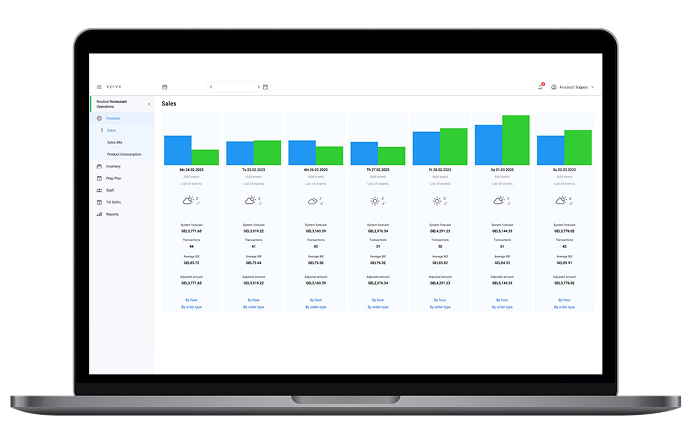 syrve
Routine Restaurant
Operations
Forecast
Sales
Sales Mix
Product Consumption
Inventory
Prep Plan
Staff
Till Shifts
Reports
Support
Sales
Mo 24.02.2025 Tu 25.02.2025 We 26.02.2025 Th 27.02.2025 Fr 28.02.2025 Sa 01.03.2025 Su 02.03.2025
Add event Add event Add event Add event Add event Add event Add event
List of events List of events List of events List of events List of events List of events List of events
System forecast System forecast System forecast System forecast System forecast System forecast System forecast
GEL3,771.63 GEL3,019.22 GEL3,163.59 GEL2,976.54 GEL4,291.23 GEL5,144.33 GEL3,776.02
Transactions Transactions Transactions Transactions Transactions Transactions Transactions
44 41 43 39 50 61 42
Average Bill Average Bill Average Bill Average Bill Average Bill Average Bill Average Bill
GEL85.72 GEL73.64 GEL73.50 GEL76.32 GEL85.82 GEL84.33 GEL89.91
Adjusted amount Adjusted amount Adjusted amount Adjusted amount Adjusted amount Adjusted amount Adjusted amount
GEL3,771.63 GEL3,019.22 GEL3,163.59 GEL2,976.54 GEL4,291.23 GEL5,144.33 GEL3,776.02
By hour By hour By hour By hour By hour By hour By hour
By order type By order type By order type By order type By order type By order type By order type